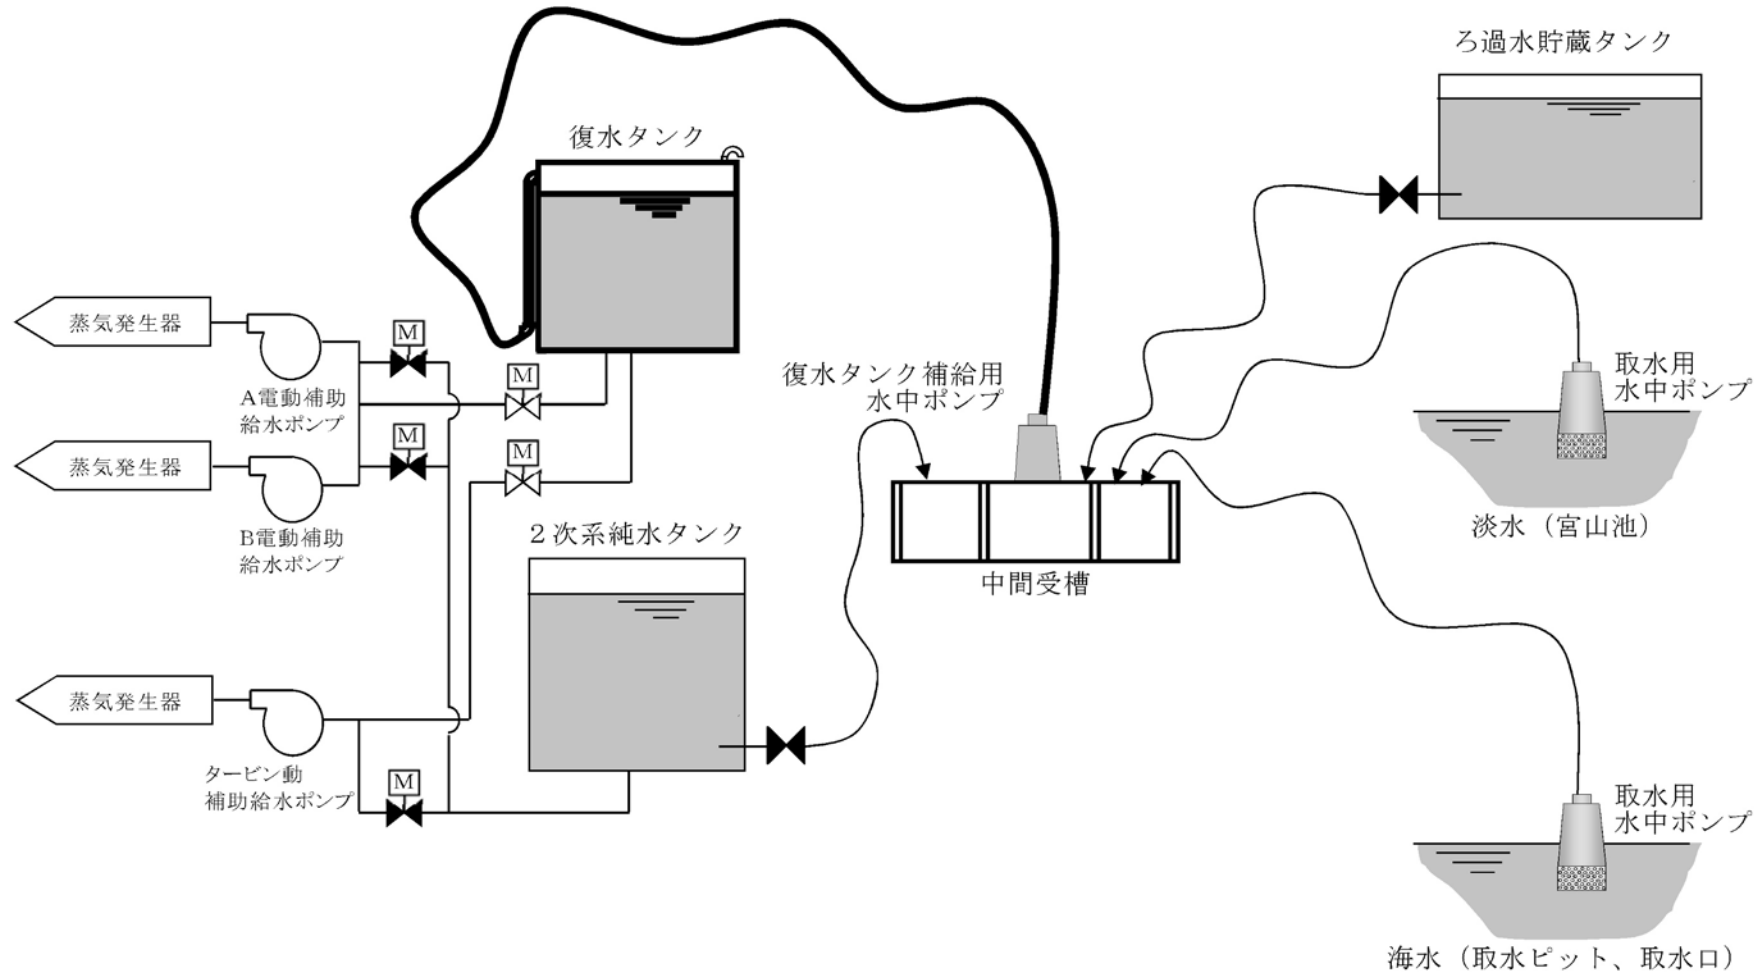 ろ過水貯蔵タンク
復水タンク
蒸気発生器
M
A電動補助
給水ポンプ
M
復水タンク補給用
水中ポンプ
取水用
水中ポンプ
蒸気発生器
M
M
B電動補助
給水ポンプ
2次系純水タンク
淡水（宮山池）
中間受槽
蒸気発生器
タービン動
補助給水ポンプ
M
取水用
水中ポンプ
海水（取水ピット、取水口）